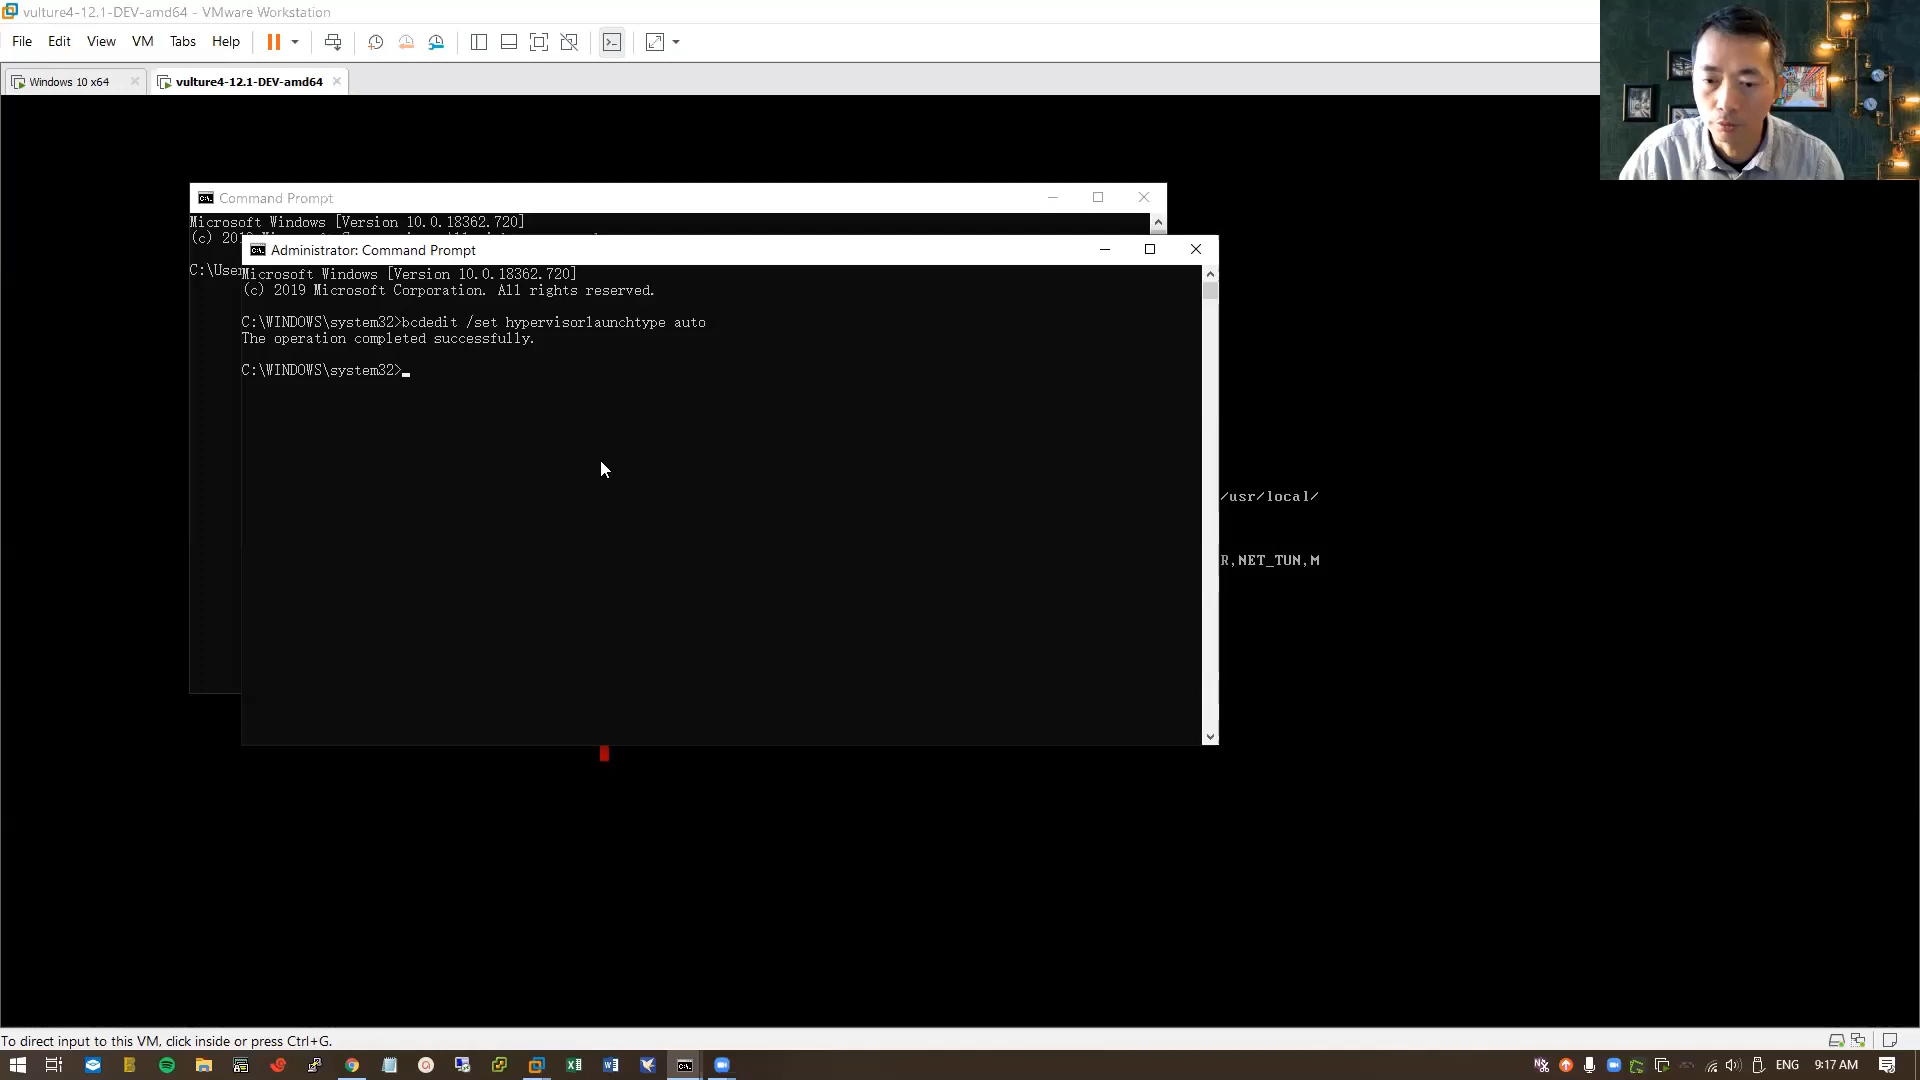 vulture4-12.1-DEV-amd64 - VMware Workstation
File Edit View VM Tabs Help
Windows 10 x64
vulture4-12.1-DEV-amd64
Command Prompt
Microsoft Windows [Version 10.0.18362.720]
(c) 201
C:\User
Administrator: Command Prompt
Microsoft Windows [Version 10.0.18362.720]
(c) 2019 Microsoft Corporation. All rights reserved.
C:\WINDOWS\system32>bcdedit /set hypervisorlaunchtype auto
The operation completed successfully.
C:\WINDOWS\system32>
/usr/local/
R,NET_TUN,M
To direct input to this VM, click inside or press Ctrl+G.
ENG
9:17 AM